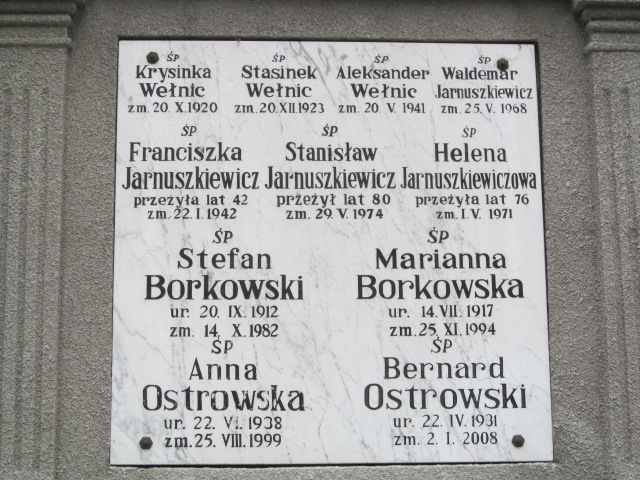 ŚP ŚP ŚP ŚP
Krysinka Stasinek Aleksander Waldemar
Wełnic Wełnic Wełnic Jarnuszkiewicz
zm. 20. X. 1920 zm. 20. XII. 1923 zm. 20. V. 1941 zm. 25. V. 1968
ŚP ŚP ŚP
Franciszka Stanisław Helena
Jarnuszkiewicz Jarnuszkiewicz Jarnuszkiewiczowa
przeżyła lat 42 przeżył lat 80 przeżyła lat 76
zm. 22. I. 1942 zm. 29. V. 1974 zm. I. V. 1971
ŚP ŚP
Stefan Marianna
Borkowski Borkowska
ur. 20. IX. 1912 ur. 14. VII. 1917
zm. 14. X. 1982 zm. 25. XI. 1994
ŚP ŚP
Anna Bernard
Ostrowska Ostrowski
ur. 22. VI. 1938 ur. 22. IV. 1931
zm. 25. VIII. 1999 zm. 2. I. 2008